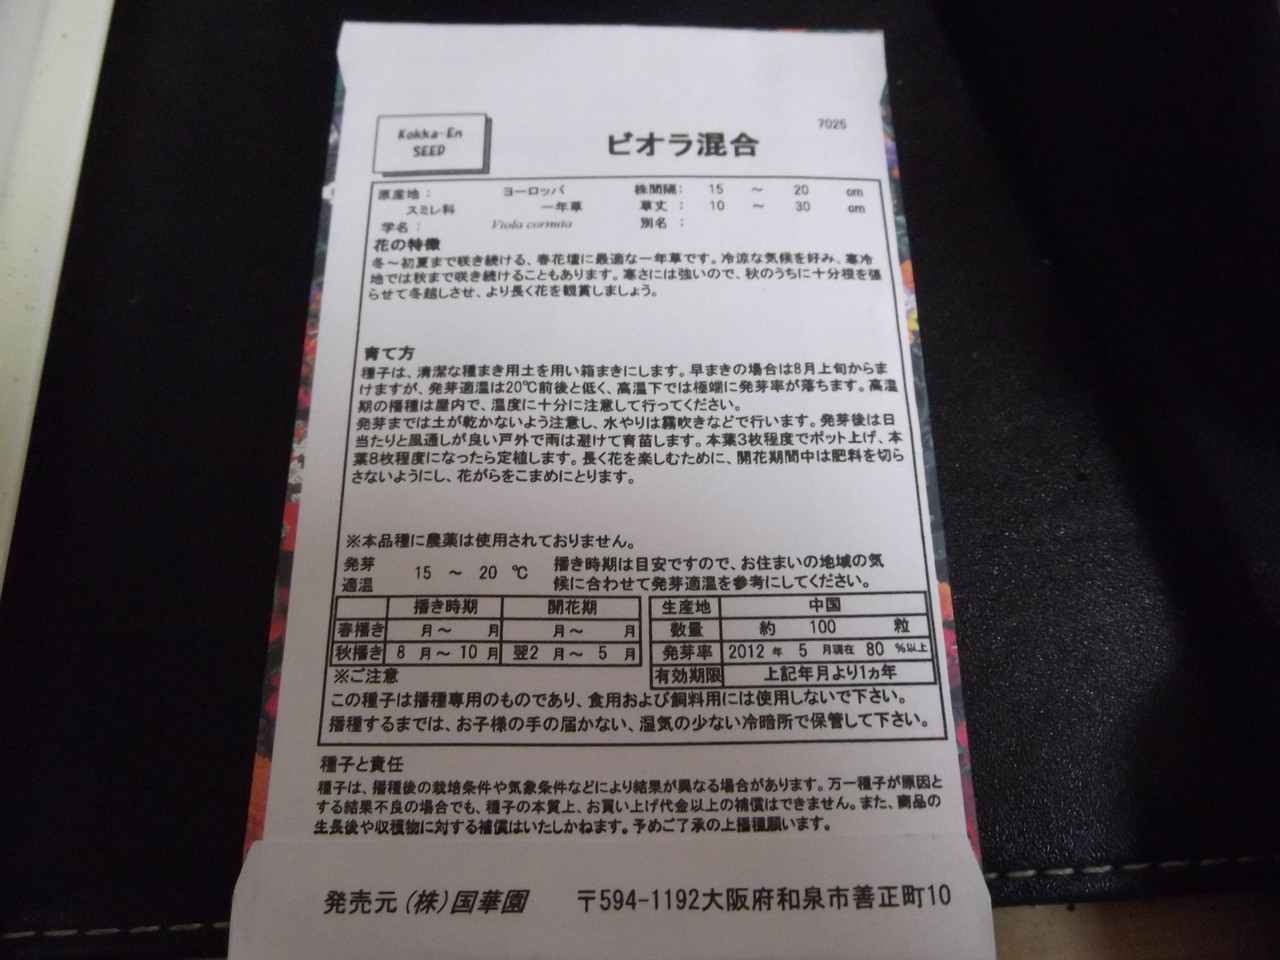 Kokka-En
SEED
ビオラ混合
7025
原産地： ヨーロッパ 株間隔： 15 ～ 20 cm
スミレ科 一年草 草丈： 10 ～ 30 cm
学名： Viola cornuta 別名：
花の特徴
冬～初夏まで咲き続ける、春花壇に最適な一年草です。冷涼な気候を好み、寒冷
地では秋まで咲き続けることもあります。寒さには強いので、秋のうちに十分根を張
らせて冬越しさせ、より長く花を観賞しましょう。
育て方
種子は、清潔な種まき用土を用い箱まきにします。早まきの場合は8月上旬からま
けますが、発芽適温は20℃前後と低く、高温下では極端に発芽率が落ちます。高温
期の播種は屋内で、温度に十分に注意して行ってください。
発芽までは土が乾かないよう注意し、水やりは霧吹きなどで行います。発芽後は日
当たりと風通しが良い戸外で雨は避けて育苗します。本葉3枚程度でポット上げ、本
葉8枚程度になったら定植します。長く花を楽しむために、開花期間中は肥料を切ら
さないようにし、花がらをこまめにとります。
※本品種に農薬は使用されておりません。
発芽適温 15 ～ 20 ℃
播き時期は目安ですので、お住まいの地域の気
候に合わせて発芽適温を参考にしてください。
播き時期 開花期
春播き 月～ 月 月～ 月
秋播き 8 月～ 10 月 翌2 月～ 5 月
生産地 中国
数量 約 100 粒
発芽率 2012 年 5 月現在 80 %以上
有効期限 上記年月より1ヵ年
※ご注意
この種子は播種専用のものであり、食用および飼料用には使用しないで下さい。
播種するまでは、お子様の手の届かない、湿気の少ない冷暗所で保管して下さい。
種子と責任
種子は、播種後の栽培条件や気象条件などにより結果が異なる場合があります。万一種子が原因と
する結果不良の場合でも、種子の本質上、お買い上げ代金以上の補償はできません。また、商品の
生長後や収穫物に対する補償はいたしかねます。予めご了承の上播種願います。
発売元（株）国華園 〒594-1192大阪府和泉市善正町10